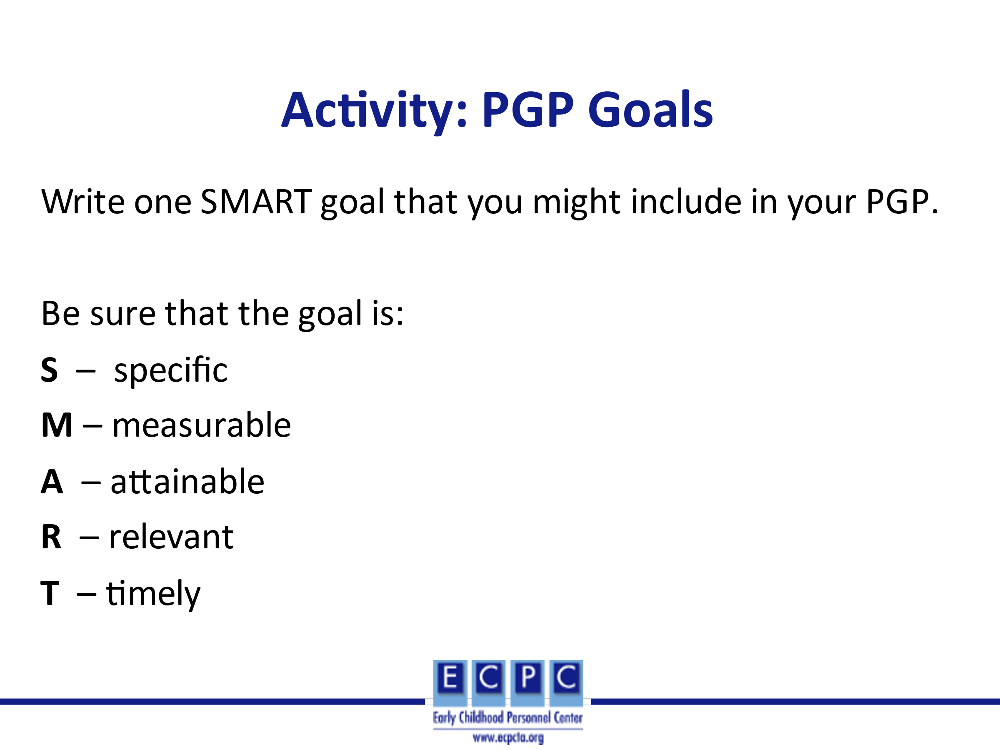 Activity: PGP Goals
Write one SMART goal that you might include in your PGP.
Be sure that the goal is:
S – specific
M – measurable
A – attainable
R – relevant
T – timely
E C P C
Early Childhood Personnel Center
www.ecpcta.org